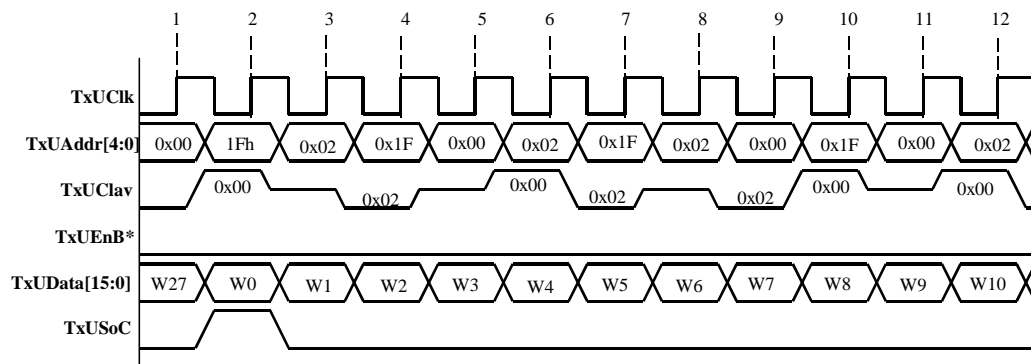 1 2 3 4 5 6 7 8 9 10 11 12
TxUClk
TxUAddr[4:0] 0x00 1Fh 0x02 0x1F 0x00 0x02 0x1F 0x02 0x00 0x1F 0x00 0x02
TxUClav 0x00 0x02 0x00 0x02 0x02 0x00 0x00
TxUEnB*
TxUData[15:0] W27 W0 W1 W2 W3 W4 W5 W6 W7 W8 W9 W10
TxUSoC